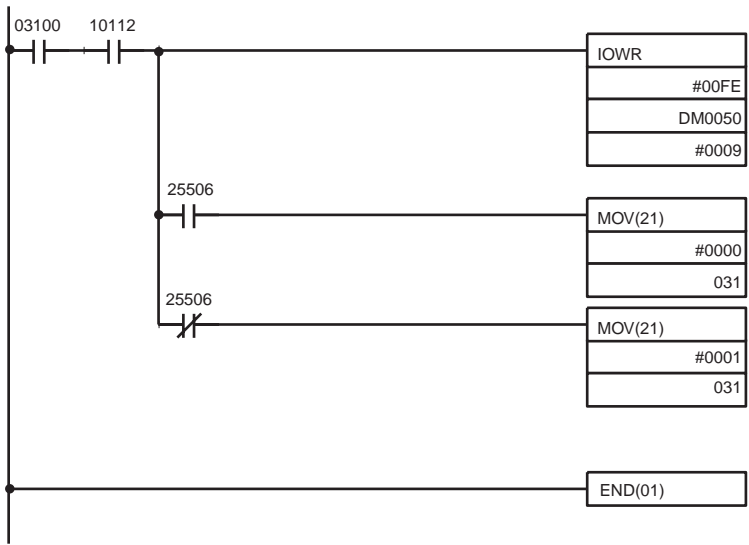 03100 10112
IOWR
#00FE
DM0050
#0009
25506
MOV(21)
#0000
031
25506
MOV(21)
#0001
031
END(01)